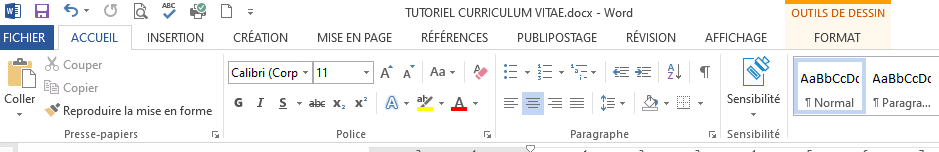 TUTORIEL CURRICULUM VITAE.docx - Word
OUTILS DE DESSIN
FICHIER ACCUEIL INSERTION CRÉATION MISE EN PAGE RÉFÉRENCES PUBLIPOSTAGE RÉVISION AFFICHAGE FORMAT
Coller
Couper
Copier
Reproduire la mise en forme
Presse-papiers
Calibri (Corp 11 Aa
G I S abc x₂ x² A ab A
Police
Paragraphe
Sensibilité
Sensibilité
AaBbCcDc AaBbCcDc
¶ Normal ¶ Paragra...